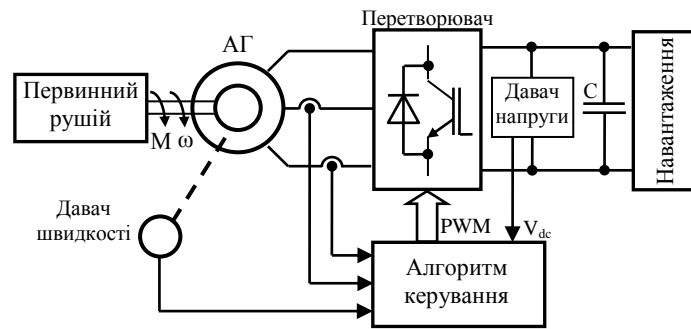 Перетворювач
АГ
Первинний
рушій
М ω
Давач
напруги
С
Навантаження
Давач
швидкості
PWM
Vdc
Алгоритм
керування